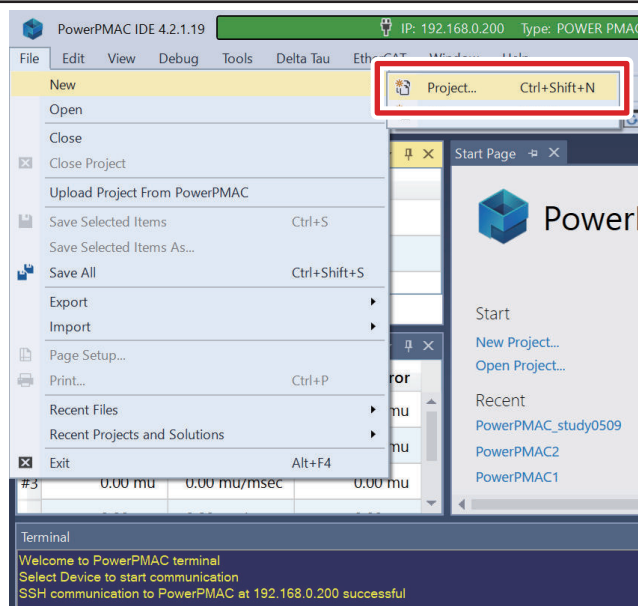 PowerPMAC IDE 4.2.1.19
IP: 192.168.0.200 Type: POWER PMAC
File Edit View Debug Tools Delta Tau EtherCAT Window Help
New
Project... Ctrl+Shift+N
Open
Close
Close Project
Start Page
Upload Project From PowerPMAC
Save Selected Items Ctrl+S
Save Selected Items As...
Save All Ctrl+Shift+S
Export
Import
Page Setup...
Print... Ctrl+P
Recent Files
Recent Projects and Solutions
Exit Alt+F4
Start
New Project...
Open Project...
Recent
PowerPMAC_study0509
PowerPMAC2
PowerPMAC1
mu
mu
#3 0.00 mu 0.00 mu/msec 0.00 mu
Terminal
Welcome to PowerPMAC terminal
Select Device to start communication
SSH communication to PowerPMAC at 192.168.0.200 successful